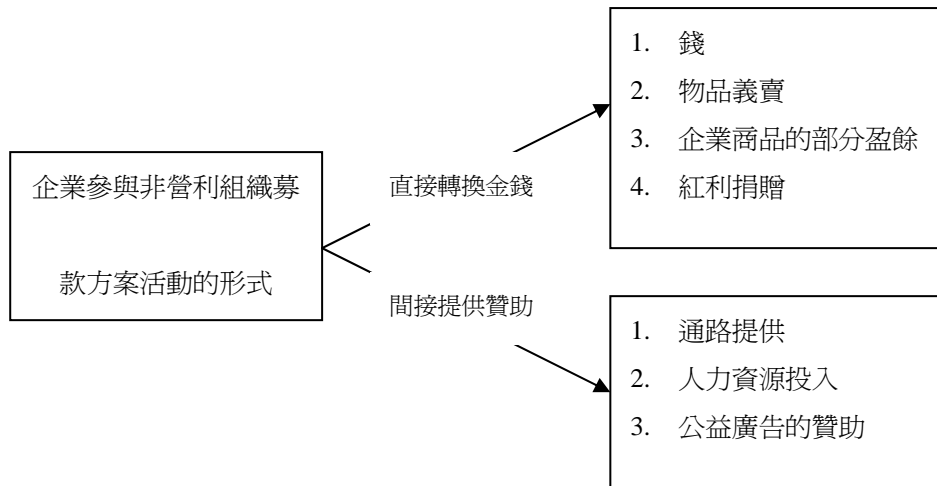 企業參與非營利組織募
款方案活動的形式
直接轉換金錢
1. 錢
2. 物品義賣
3. 企業商品的部分盈餘
4. 紅利捐贈
間接提供贊助
1. 通路提供
2. 人力資源投入
3. 公益廣告的贊助